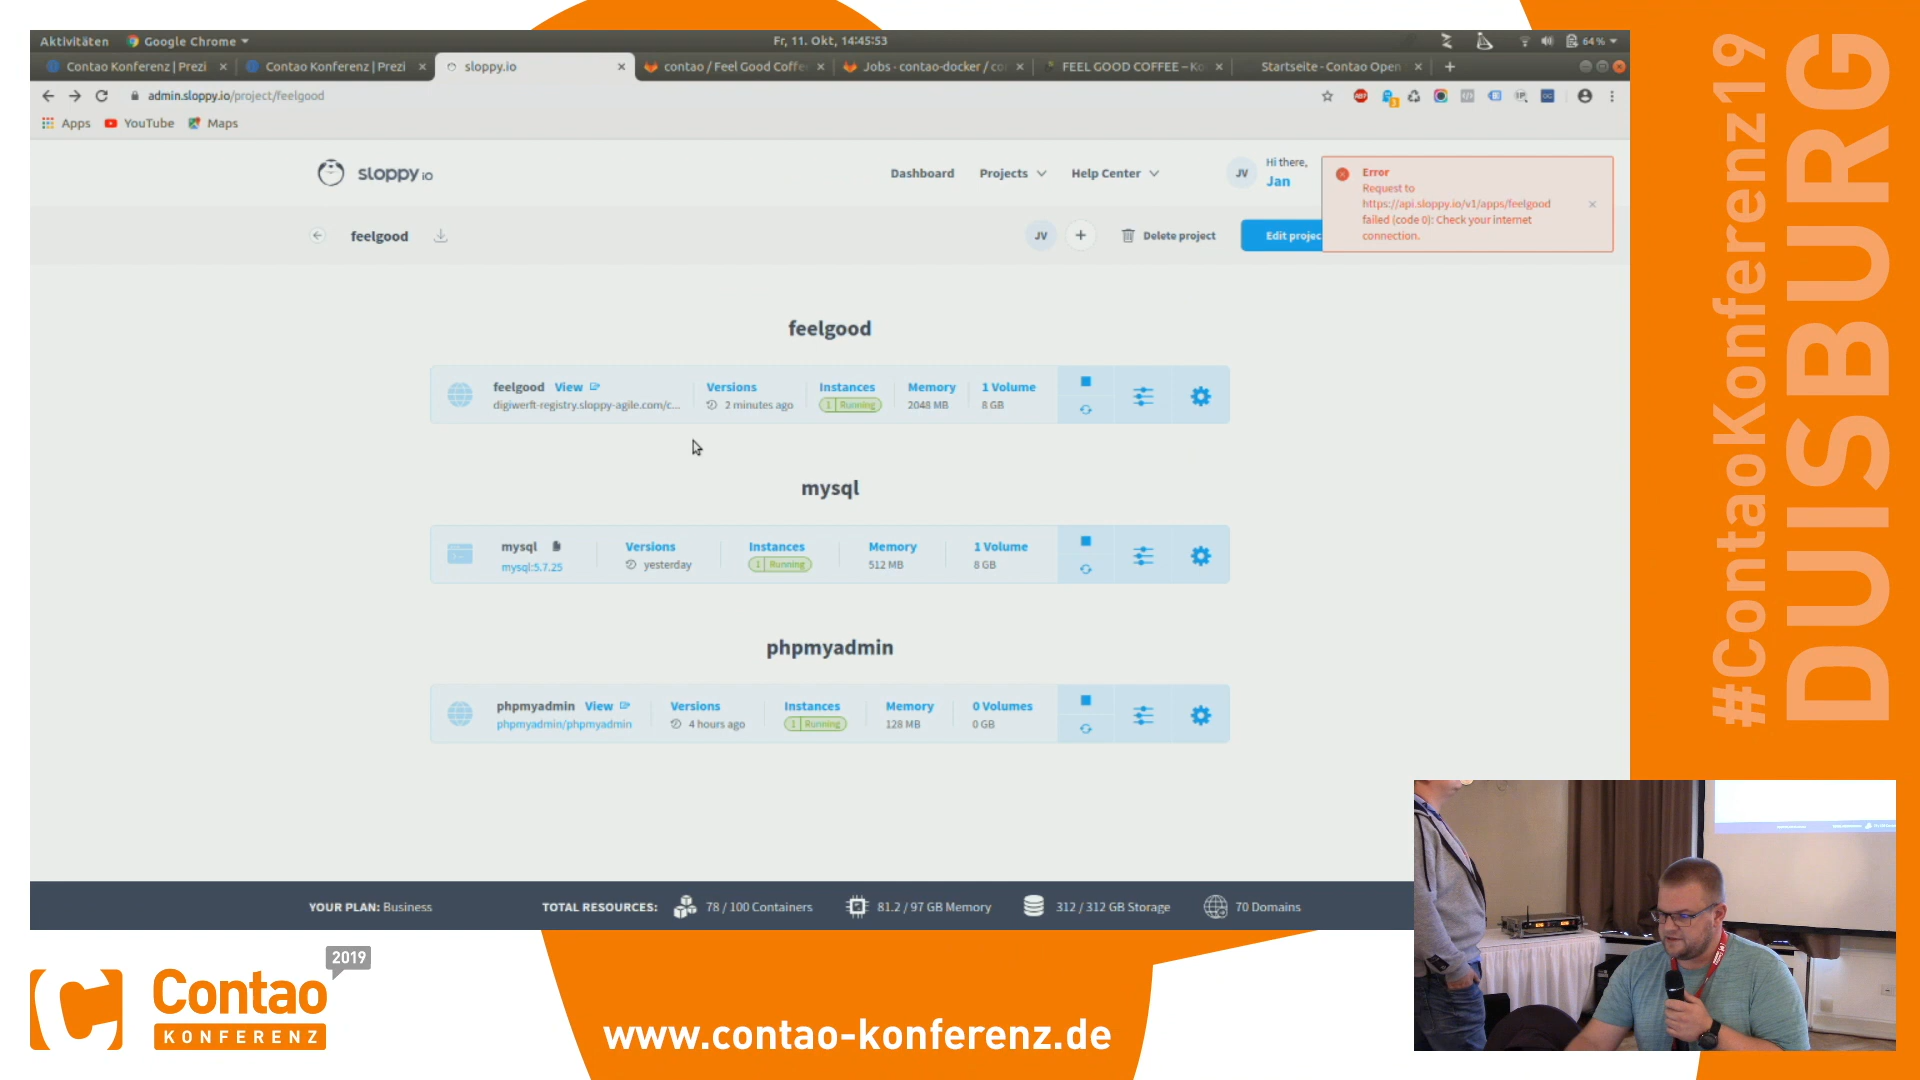 Aktivitäten
Google Chrome
Fr, 11. Okt, 14:45:53
64 %
Contao Konferenz | Prezi
Contao Konferenz | Prezi
sloppy.io
contao / Feel Good Coffe
Jobs · contao-docker / co
FEEL GOOD COFFEE – Ko
Startseite - Contao Open
admin.sloppy.io/project/feelgood
Apps
YouTube
Maps
sloppy io
Dashboard
Projects
Help Center
JV
Hi there,
Jan
Error
Request to
https://api.sloppy.io/v1/apps/feelgood
failed (code 0): Check your internet
connection.
feelgood
JV
+
Delete project
Edit projec
feelgood
feelgood View
digiwerft-registry.sloppy-agile.com/c...
Versions
2 minutes ago
Instances
1 Running
Memory
2048 MB
1 Volume
8 GB
mysql
mysql
mysql:5.7.25
Versions
yesterday
Instances
1 Running
Memory
512 MB
1 Volume
8 GB
phpmyadmin
phpmyadmin View
phpmyadmin/phpmyadmin
Versions
4 hours ago
Instances
1 Running
Memory
128 MB
0 Volumes
0 GB
YOUR PLAN: Business
TOTAL RESOURCES:
78 / 100 Containers
81.2 / 97 GB Memory
312 / 312 GB Storage
70 Domains
#ContaoKonferenz19
DUISBURG
2019
Contao
KONFERENZ
www.contao-konferenz.de